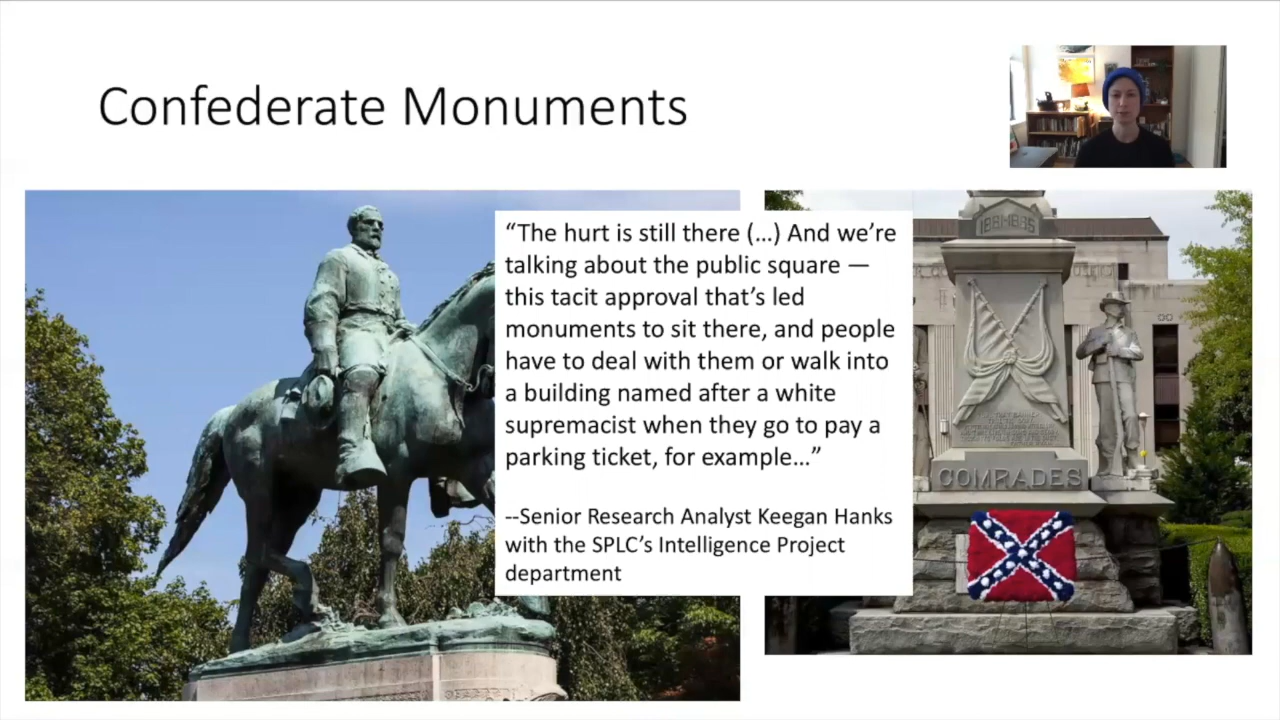 Confederate Monuments
“The hurt is still there (...) And we’re
talking about the public square —
this tacit approval that’s led
monuments to sit there, and people
have to deal with them or walk into
a building named after a white
supremacist when they go to pay a
parking ticket, for example...”
--Senior Research Analyst Keegan Hanks
with the SPLC’s Intelligence Project
department
COMRADES